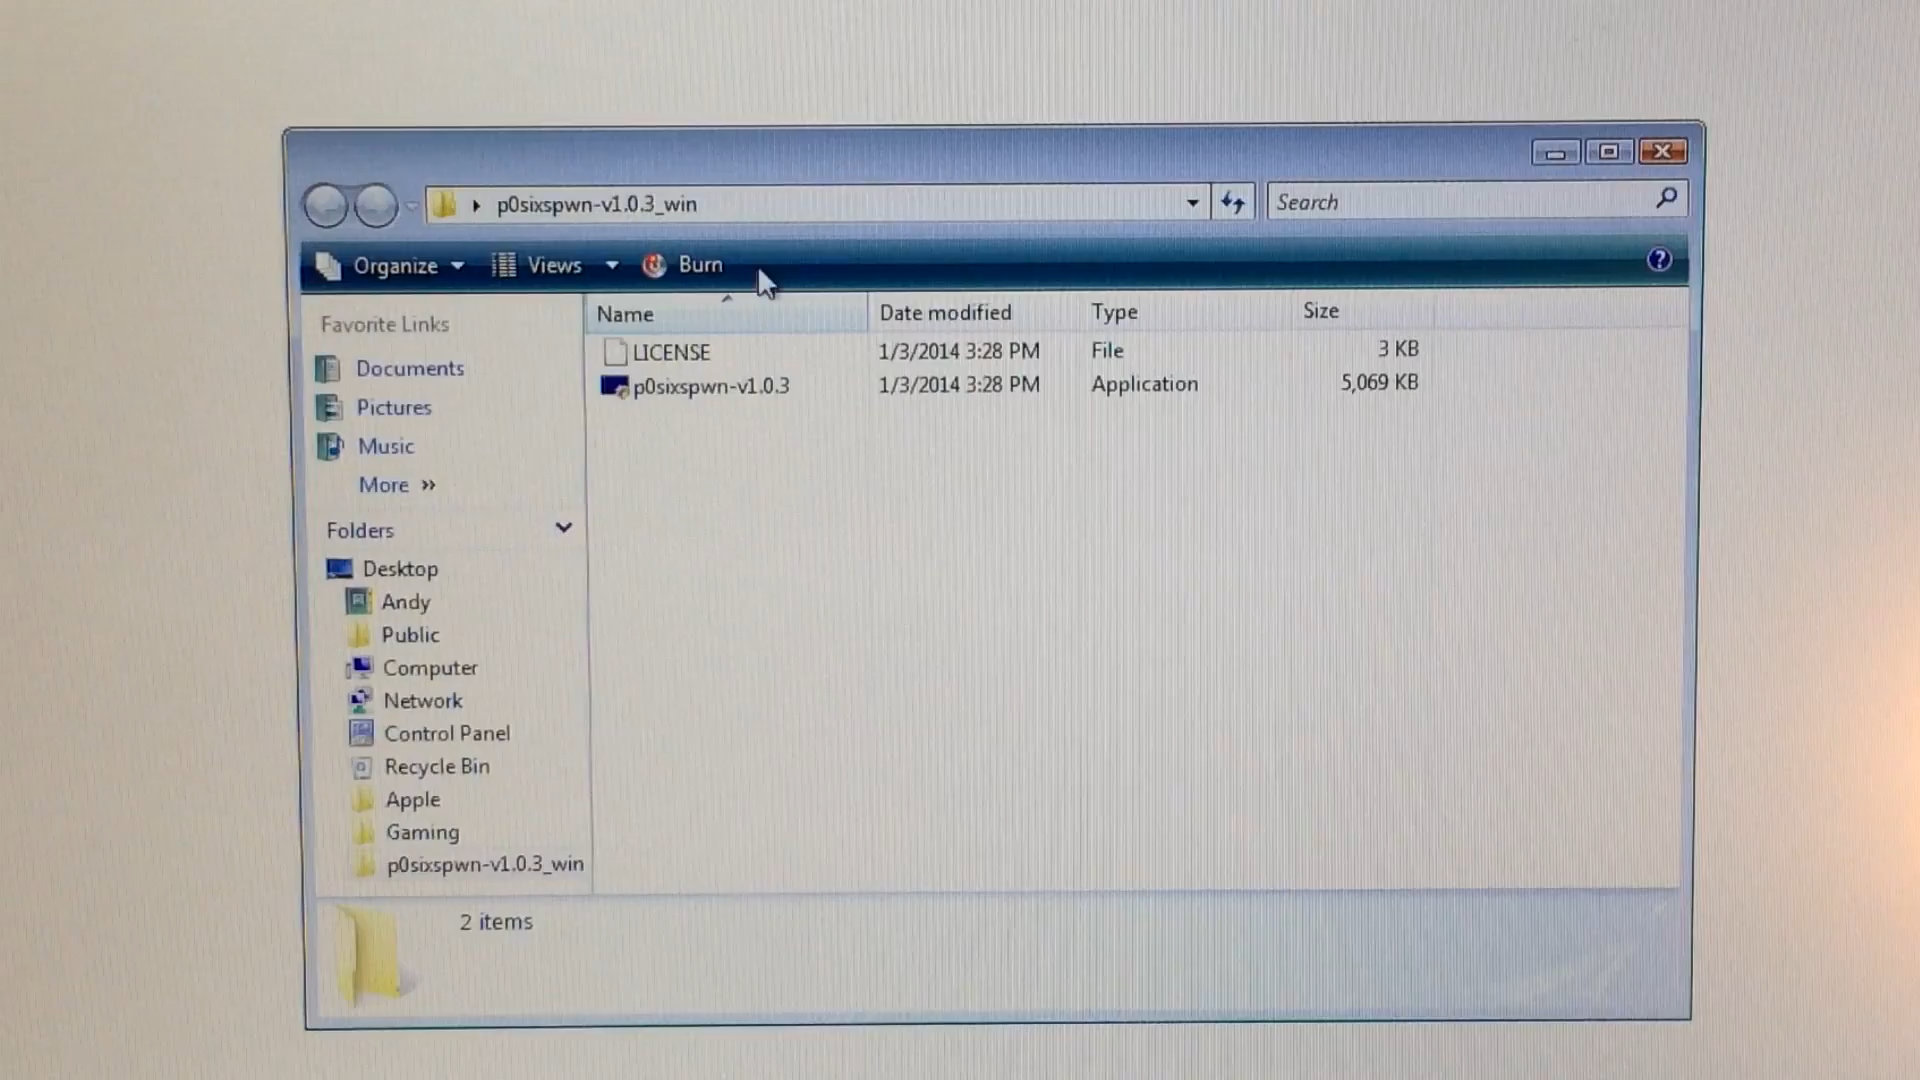 p0sixspwn-v1.0.3_win
Search
Organize Views Burn
Favorite Links
Documents
Pictures
Music
More »
Folders
Desktop
Andy
Public
Computer
Network
Control Panel
Recycle Bin
Apple
Gaming
p0sixspwn-v1.0.3_win
Name Date modified Type Size
LICENSE 1/3/2014 3:28 PM File 3 KB
p0sixspwn-v1.0.3 1/3/2014 3:28 PM Application 5,069 KB
2 items